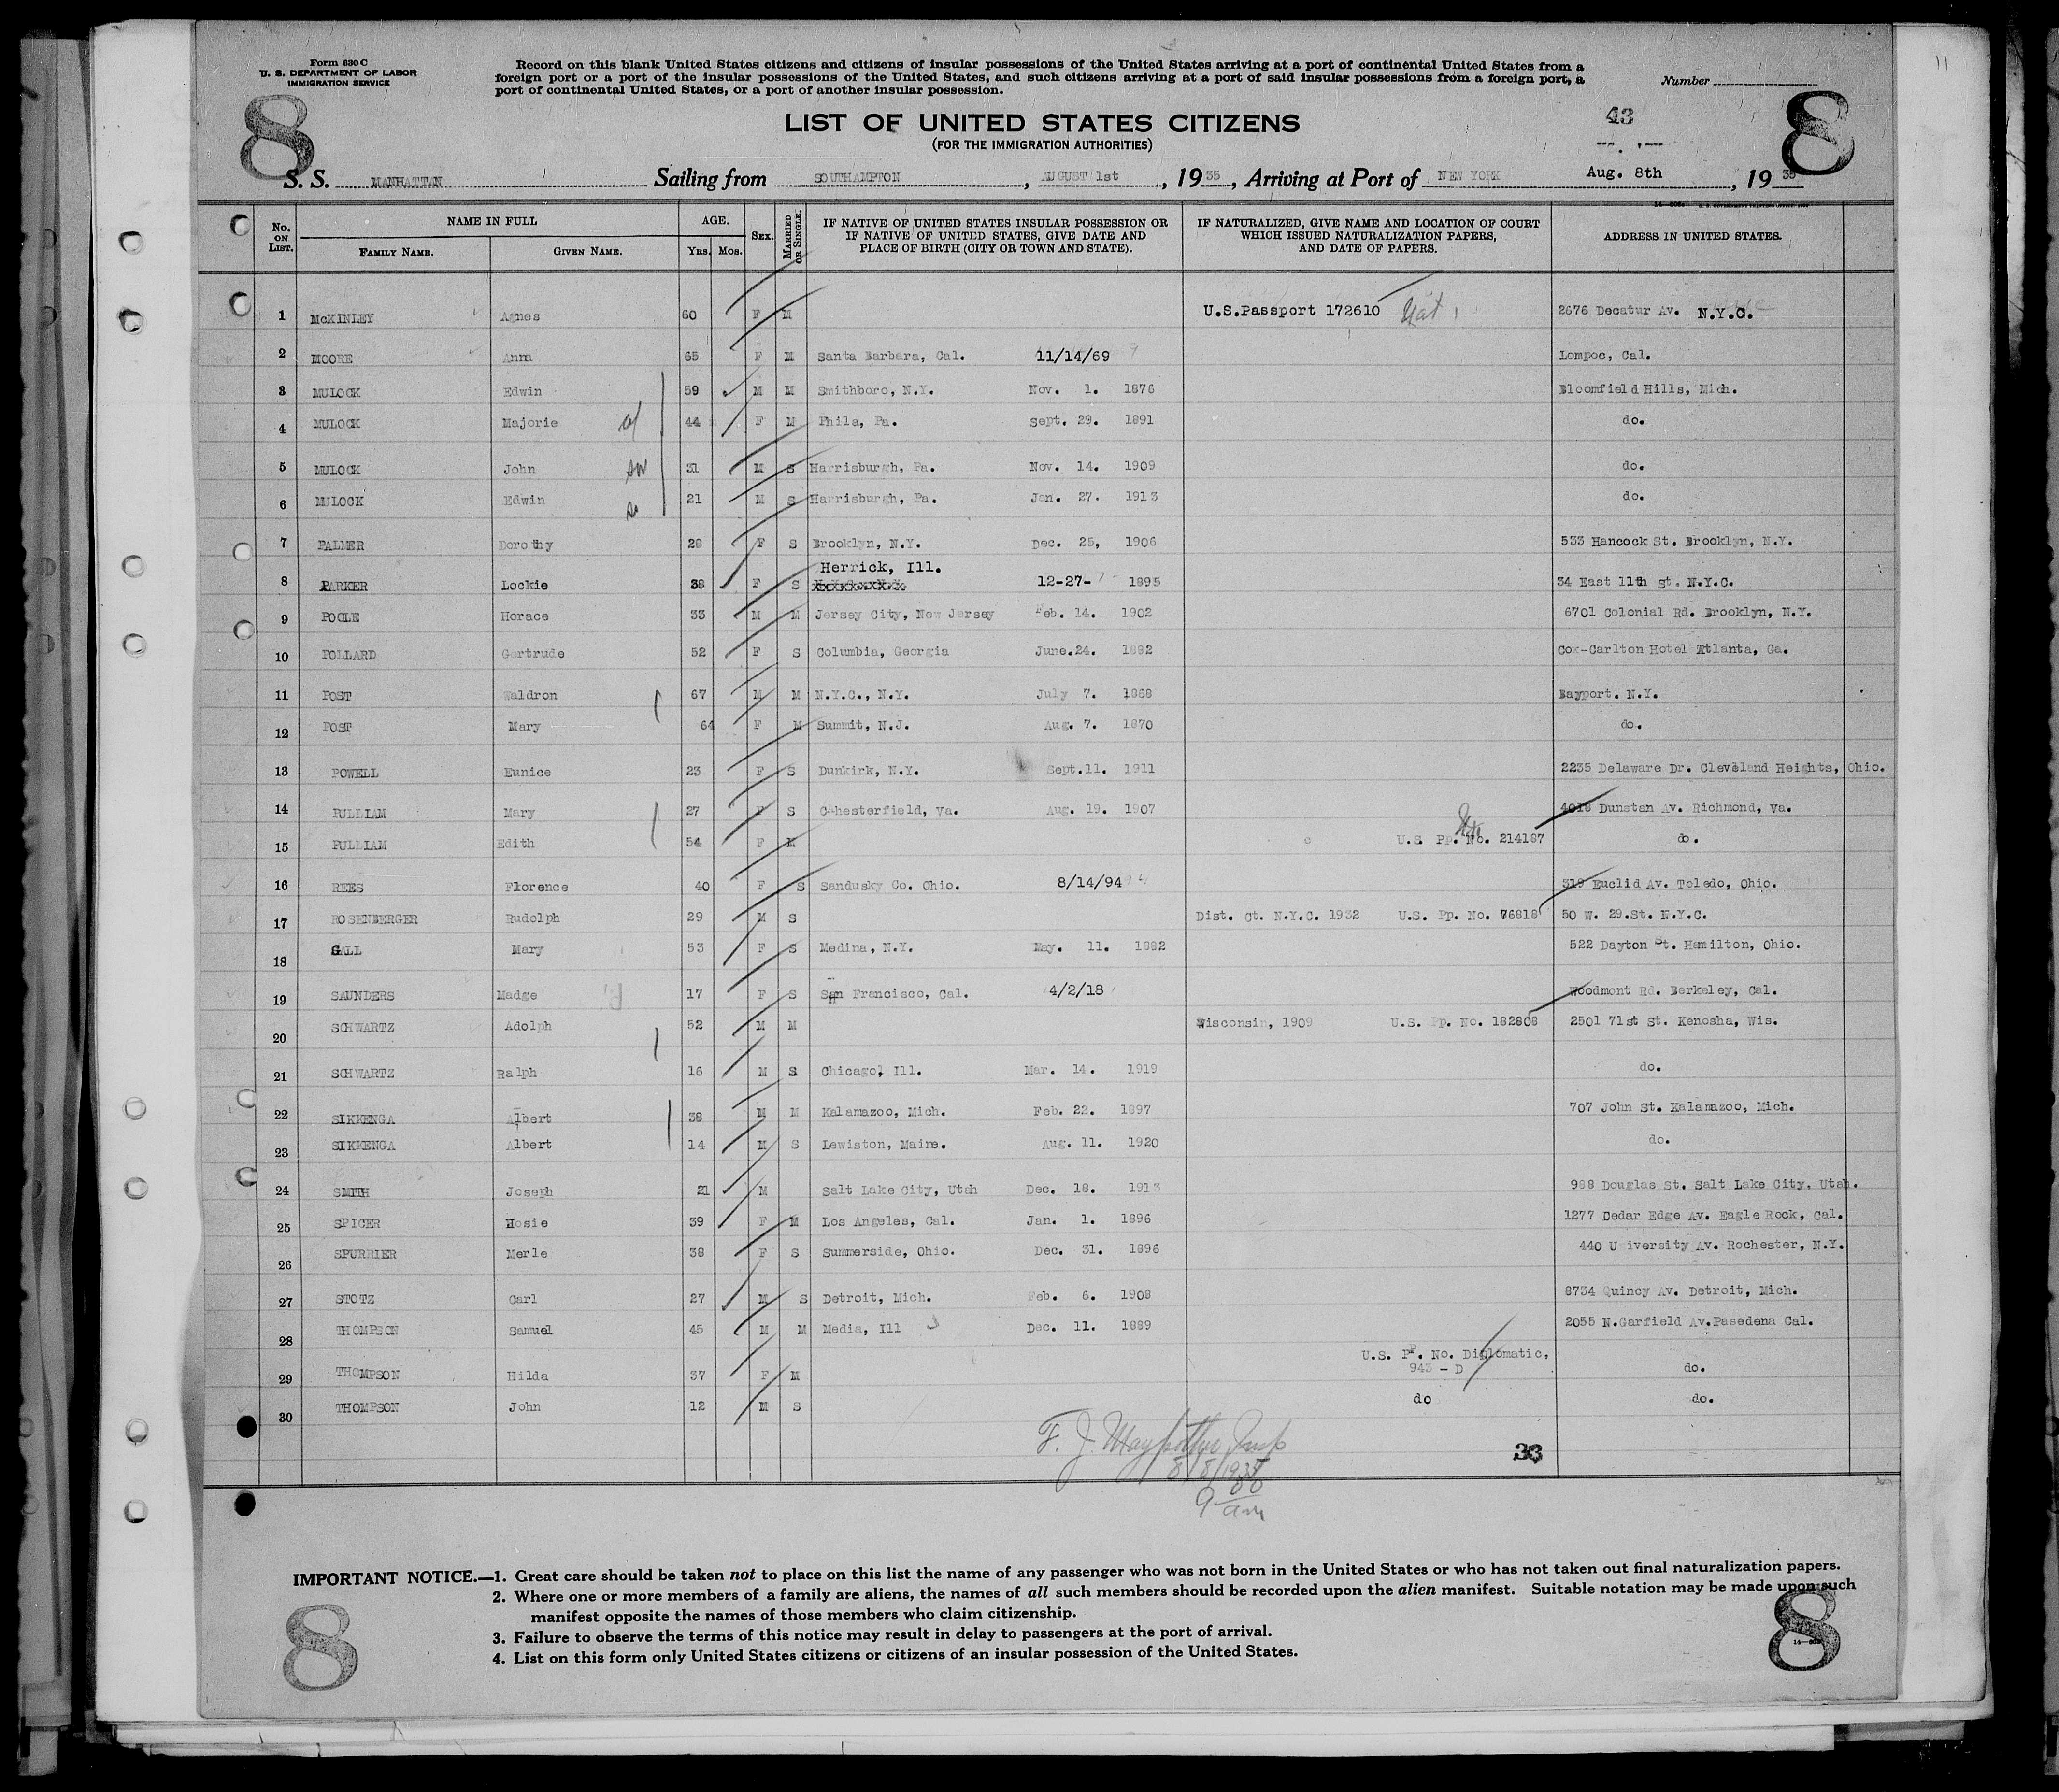 11
Form 630 C
U. S. DEPARTMENT OF LABOR
IMMIGRATION SERVICE
Record on this blank United States citizens and citizens of insular possessions of the United States arriving at a port of continental United States from a
foreign port or a port of the insular possessions of the United States, and such citizens arriving at a port of said insular possessions from a foreign port, a
port of continental United States, or a port of another insular possession.
Number
8 8
LIST OF UNITED STATES CITIZENS
43
(FOR THE IMMIGRATION AUTHORITIES)
S. S. MANHATTAN Sailing from SOUTHAMPTON, AUGUST 1st, 19 35, Arriving at Port of NEW YORK Aug. 8th, 19 35
No. ON LIST. NAME IN FULL AGE. SEX. MARRIED OR SINGLE. IF NATIVE OF UNITED STATES INSULAR POSSESSION OR IF NATIVE OF UNITED STATES, GIVE DATE AND PLACE OF BIRTH (CITY OR TOWN AND STATE). IF NATURALIZED, GIVE NAME AND LOCATION OF COURT WHICH ISSUED NATURALIZATION PAPERS, AND DATE OF PAPERS. ADDRESS IN UNITED STATES.
FAMILY NAME. GIVEN NAME. YRS. MOS.
1 McKINLEY Agnes 60 F M U.S.Passport 172610 Nat 2676 Decatur Av. N.Y.C.
2 MOORE Anna 65 F M Santa Barbara, Cal. 11/14/69 Lompoc, Cal.
3 MULOCK Edwin 59 M M Smithboro, N.Y. Nov. 1. 1876 Bloomfield Hills, Mich.
4 MULOCK Majorie 44 F M Phila, Pa. Sept. 29. 1891 do.
5 MULOCK John 31 M S Harrisburgh, Pa. Nov. 14. 1909 do.
6 MULOCK Edwin 21 M S Harrisburgh, Pa. Jan. 27. 1913 do.
7 PALMER Dorothy 28 F S Brooklyn, N.Y. Dec. 25, 1906 533 Hancock St. Brooklyn, N.Y.
Herrick, Ill.
8 PARKER Lockie 38 F S 12-27- 1895 34 East 11th St. N.Y.C.
9 POOLE Horace 33 M M Jersey City, New Jersey Feb. 14. 1902 6701 Colonial Rd. Brooklyn, N.Y.
10 POLLARD Gertrude 52 F S Columbia, Georgia June.24. 1882 Cox-Carlton Hotel Atlanta, Ga.
11 POST Waldron 67 M M N.Y.C., N.Y. July 7. 1868 Bayport. N.Y.
12 POST Mary 64 F M Summit, N.J. Aug. 7. 1870 do.
13 POWELL Eunice 23 F S Dunkirk, N.Y. Sept.11. 1911 2235 Delaware Dr. Cleveland Heights, Ohio.
14 PULLIAM Mary 27 F S Cahesterfield, Va. Aug. 19. 1907 4018 Dunstan Av. Richmond, Va.
15 PULLIAM Edith 54 F M U.S. Pp. No. 214187 do.
16 REES Florence 40 F S Sandusky Co. Ohio. 8/14/94 319 Euclid Av. Toledo, Ohio.
17 ROSENBERGER Rudolph 29 M S Dist. Ct. N.Y.C. 1932 U.S. Pp. No. 76818 50 W. 29.St. N.Y.C.
18 GALL Mary 53 F S Medina, N.Y. May. 11. 1882 522 Dayton St. Hamilton, Ohio.
19 SAUNDERS Madge 17 F S San Francisco, Cal. 4/2/18 Woodmont Rd. Berkeley, Cal.
20 SCHWARTZ Adolph 52 M M Wisconsin, 1909 U.S. Pp. No. 182808 2501 71st St. Kenosha, Wis.
21 SCHWARTZ Ralph 16 M S Chicago, Ill. Mar. 14. 1919 do.
22 SIKKENGA Albert 38 M M Kalamazoo, Mich. Feb. 22. 1897 707 John St. Kalamazoo, Mich.
23 SIKKENGA Albert 14 M S Lewiston, Maine. Aug. 11. 1920 do.
24 SMITH Joseph 21 M Salt Lake City, Utah Dec. 18. 1913 988 Douglas St. Salt Lake City. Utah.
25 SPICER Hosie 39 F M Los Angeles, Cal. Jan. 1. 1896 1277 Dedar Edge Av. Eagle Rock, Cal.
26 SPURRIER Merle 38 F S Summerside, Ohio. Dec. 31. 1896 440 University Av. Rochester, N.Y.
27 STOTZ Carl 27 M S Detroit, Mich. Feb. 6. 1908 8734 Quincy Av. Detroit, Mich.
28 THOMPSON Samuel 45 M M Media, Ill Dec. 11. 1889 2055 N.Garfield Av.Pasedena Cal.
29 THOMPSON Hilda 37 F M U.S. Pp. No. Diplomatic, 943 - D do.
30 THOMPSON John 12 M S do do.
33
8/8/1935
9 00 am
IMPORTANT NOTICE.—1. Great care should be taken not to place on this list the name of any passenger who was not born in the United States or who has not taken out final naturalization papers.
2. Where one or more members of a family are aliens, the names of all such members should be recorded upon the alien manifest. Suitable notation may be made upon such
manifest opposite the names of those members who claim citizenship.
3. Failure to observe the terms of this notice may result in delay to passengers at the port of arrival.
4. List on this form only United States citizens or citizens of an insular possession of the United States.
8 8